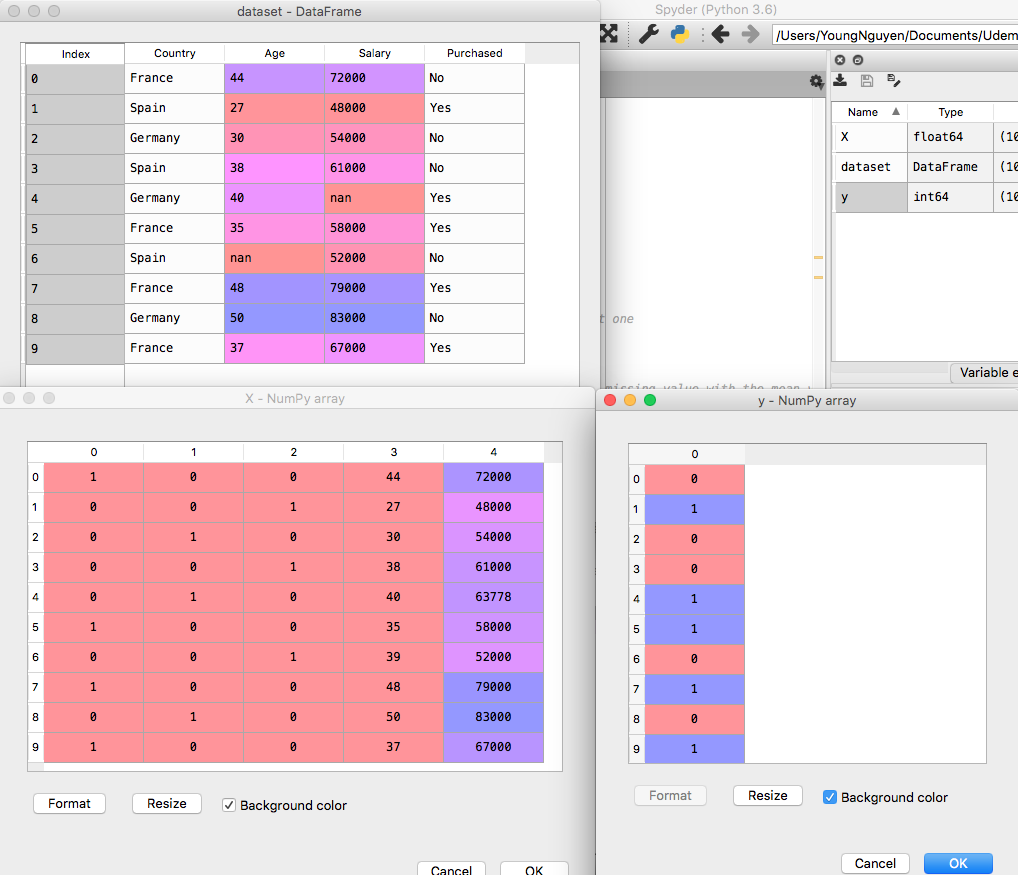 dataset - DataFrame
Spyder (Python 3.6)
/Users/YoungNguyen/Documents/Udem
Index Country Age Salary Purchased
0 France 44 72000 No
1 Spain 27 48000 Yes
2 Germany 30 54000 No
3 Spain 38 61000 No
4 Germany 40 nan Yes
5 France 35 58000 Yes
6 Spain nan 52000 No
7 France 48 79000 Yes
8 Germany 50 83000 No
9 France 37 67000 Yes
Name Type
X float64 (10
dataset DataFrame (10
y int64 (10
t one
missing value with the mean
Variable e
X - NumPy array
0 1 2 3 4
0 1 0 0 44 72000
1 0 0 1 27 48000
2 0 1 0 30 54000
3 0 0 1 38 61000
4 0 1 0 40 63778
5 1 0 0 35 58000
6 0 0 1 39 52000
7 1 0 0 48 79000
8 0 1 0 50 83000
9 1 0 0 37 67000
Format Resize Background color
Cancel OK
y - NumPy array
0
0 0
1 1
2 0
3 0
4 1
5 1
6 0
7 1
8 0
9 1
Format Resize Background color
Cancel OK